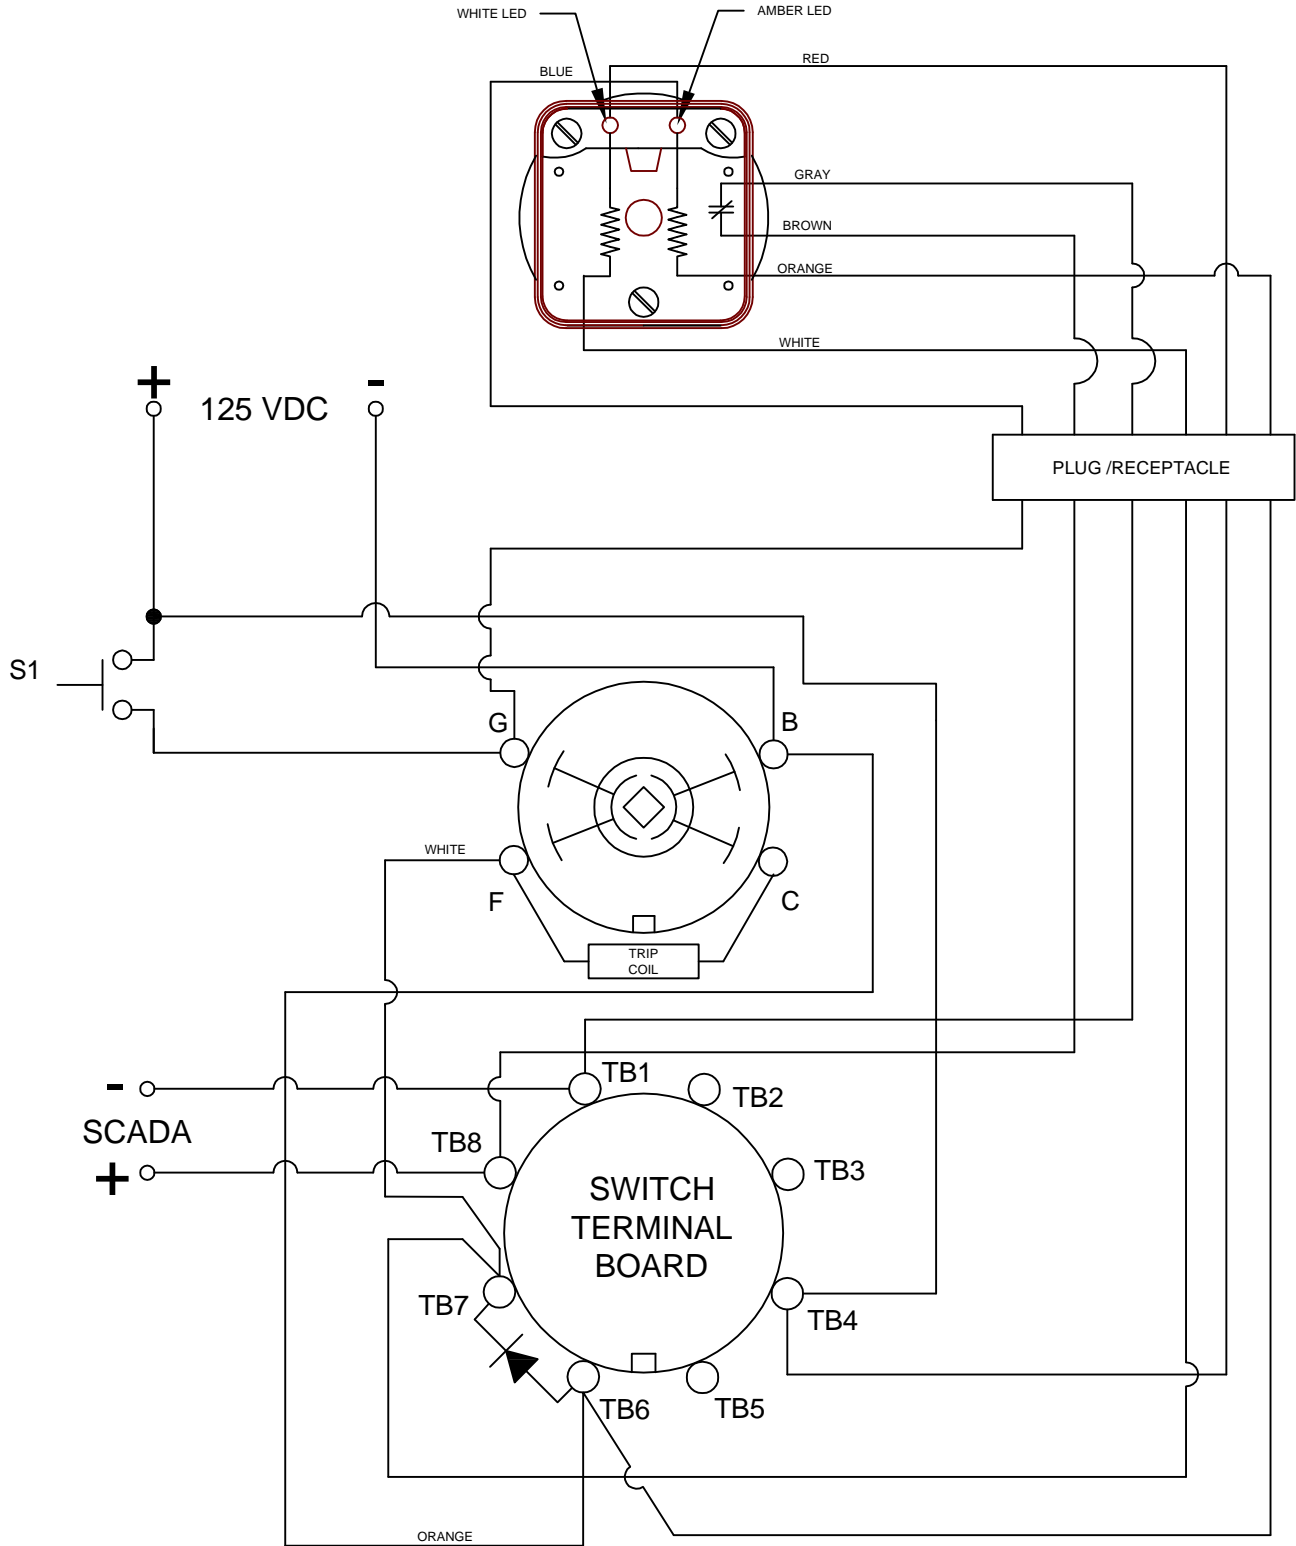 WHITE LED
AMBER LED
RED
BLUE
GRAY
BROWN
ORANGE
WHITE
+
125 VDC
-
PLUG /RECEPTACLE
S1
G
B
WHITE
F
C
TRIP
COIL
-
SCADA
+
TB1
TB2
TB8
TB3
SWITCH
TERMINAL
BOARD
TB7
TB4
TB6
TB5
ORANGE